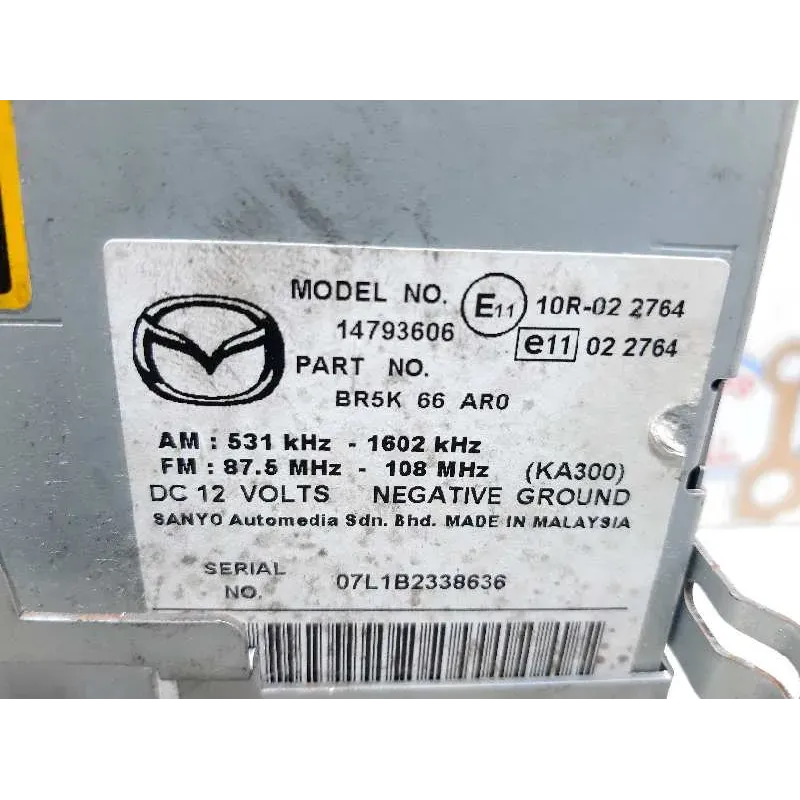 MODEL NO. E11 10R-02 2764
14793606 e11 02 2764
PART NO.
BR5K 66 AR0
AM : 531 kHz - 1602 kHz
FM : 87.5 MHz - 108 MHz (KA300)
DC 12 VOLTS NEGATIVE GROUND
SANYO Automedia Sdn. Bhd. MADE IN MALAYSIA
SERIAL
NO. 07L1B2338636